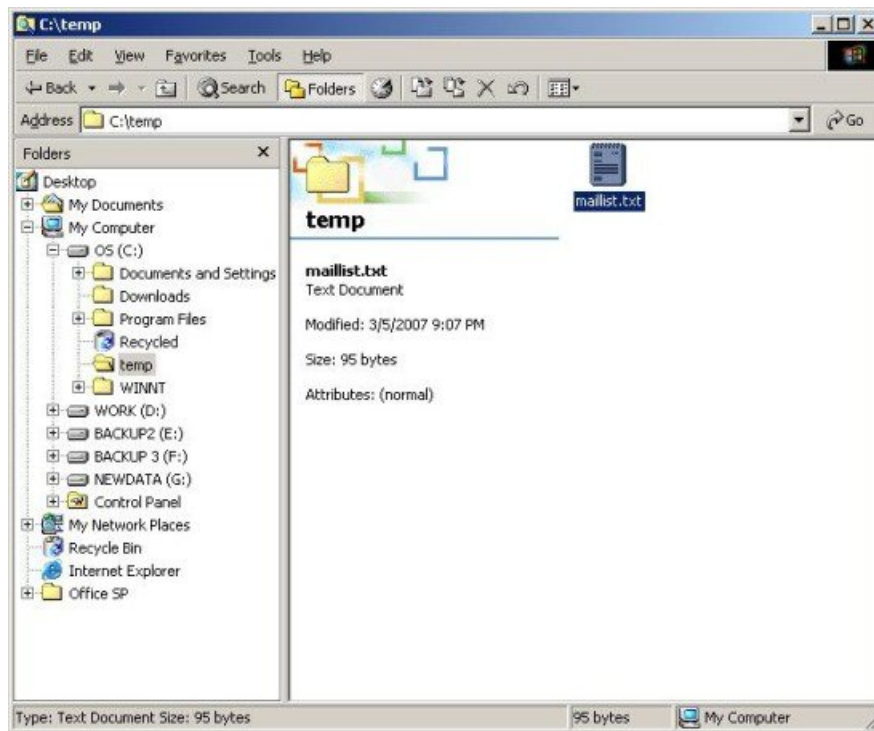 C:\temp
File Edit View Favorites Tools Help
Back Search Folders
Address C:\temp Go
Folders
Desktop
My Documents
My Computer
OS (C:)
Documents and Settings
Downloads
Program Files
Recycled
temp
WINNT
WORK (D:)
BACKUP2 (E:)
BACKUP 3 (F:)
NEWDATA (G:)
Control Panel
My Network Places
Recycle Bin
Internet Explorer
Office SP
temp
maillist.txt
Text Document
Modified: 3/5/2007 9:07 PM
Size: 95 bytes
Attributes: (normal)
maillist.txt
Type: Text Document Size: 95 bytes 95 bytes My Computer